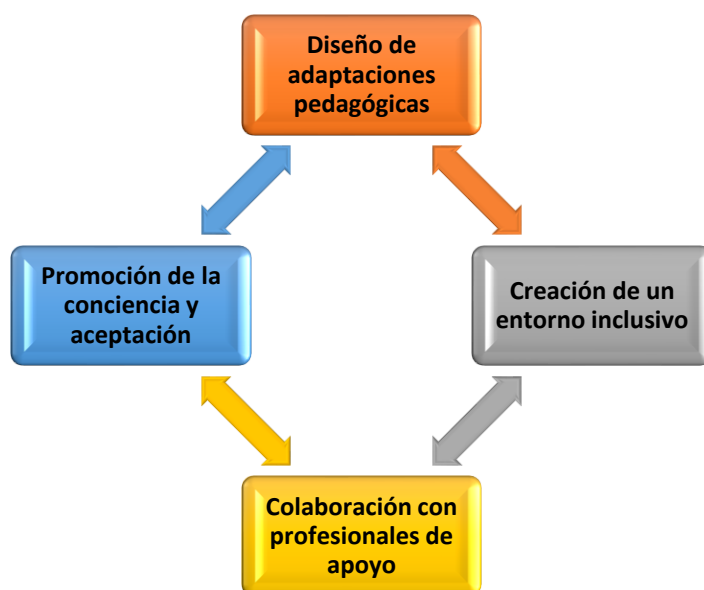 Diseño de
adaptaciones
pedagógicas
Promoción de la
conciencia y
aceptación
Creación de un
entorno inclusivo
Colaboración con
profesionales de
apoyo